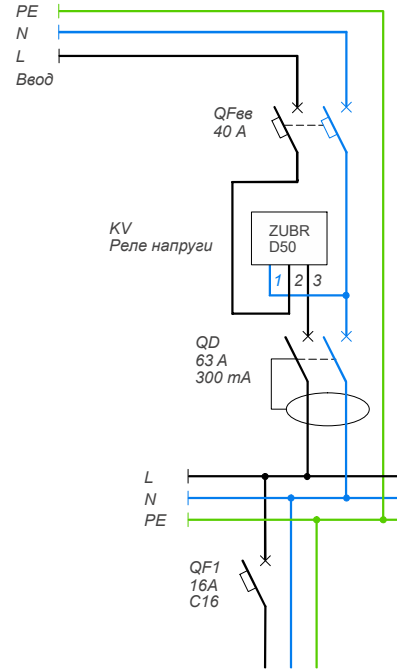 PE
N
L
Ввод
QFвв
40 A
KV
Реле напруги
ZUBR
D50
1 2 3
QD
63 A
300 mA
L
N
PE
QF1
16A
C16